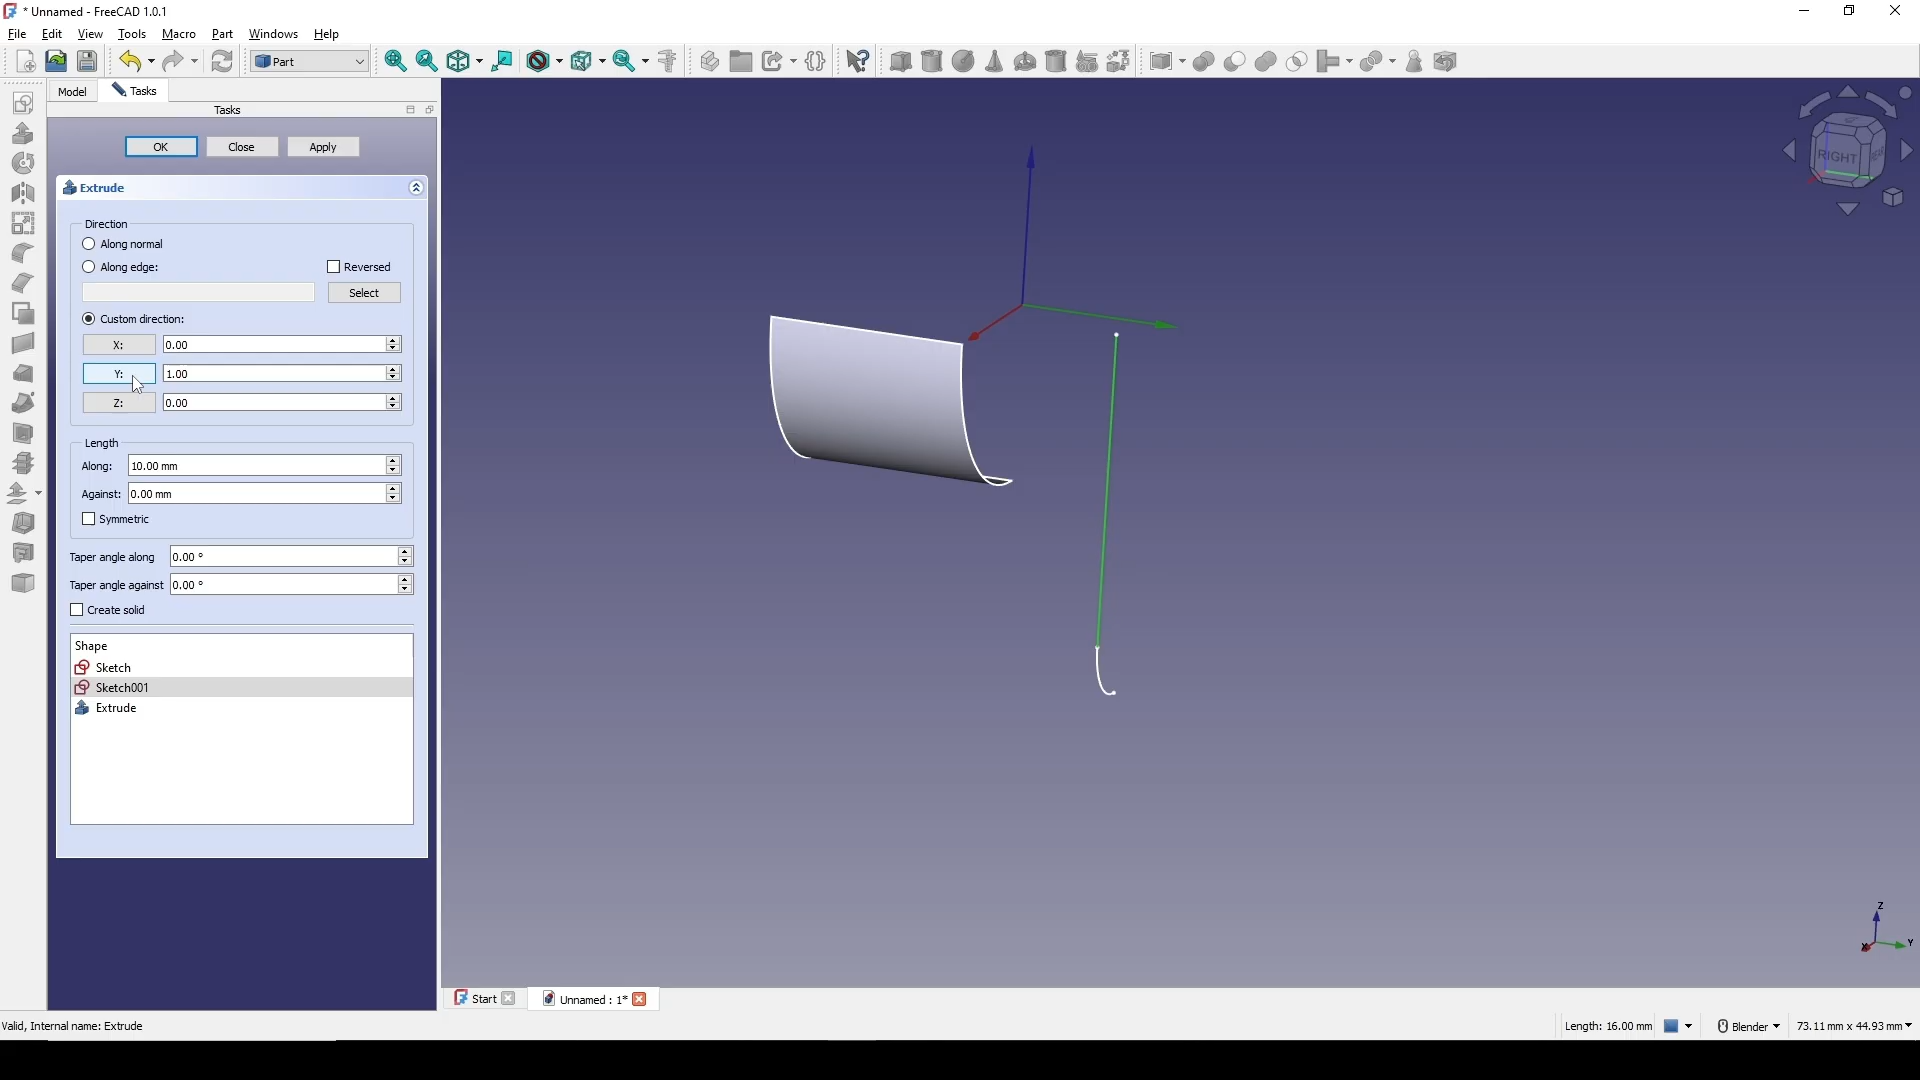 * Unnamed - FreeCAD 1.0.1
File Edit View Tools Macro Part Windows Help
Part
Model Tasks
Tasks
OK Close Apply
Extrude
Direction
Along normal
Along edge: Reversed
Select
Custom direction:
X: 0.00
Y: 1.00
Z: 0.00
Length
Along: 10.00 mm
Against: 0.00 mm
Symmetric
Taper angle along 0.00 °
Taper angle against 0.00 °
Create solid
Shape
Sketch
Sketch001
Extrude
RIGHT
REAR
Z
Y
X
Start Unnamed : 1*
Valid, Internal name: Extrude
Length: 16.00 mm Blender 73.11 mm x 44.93 mm